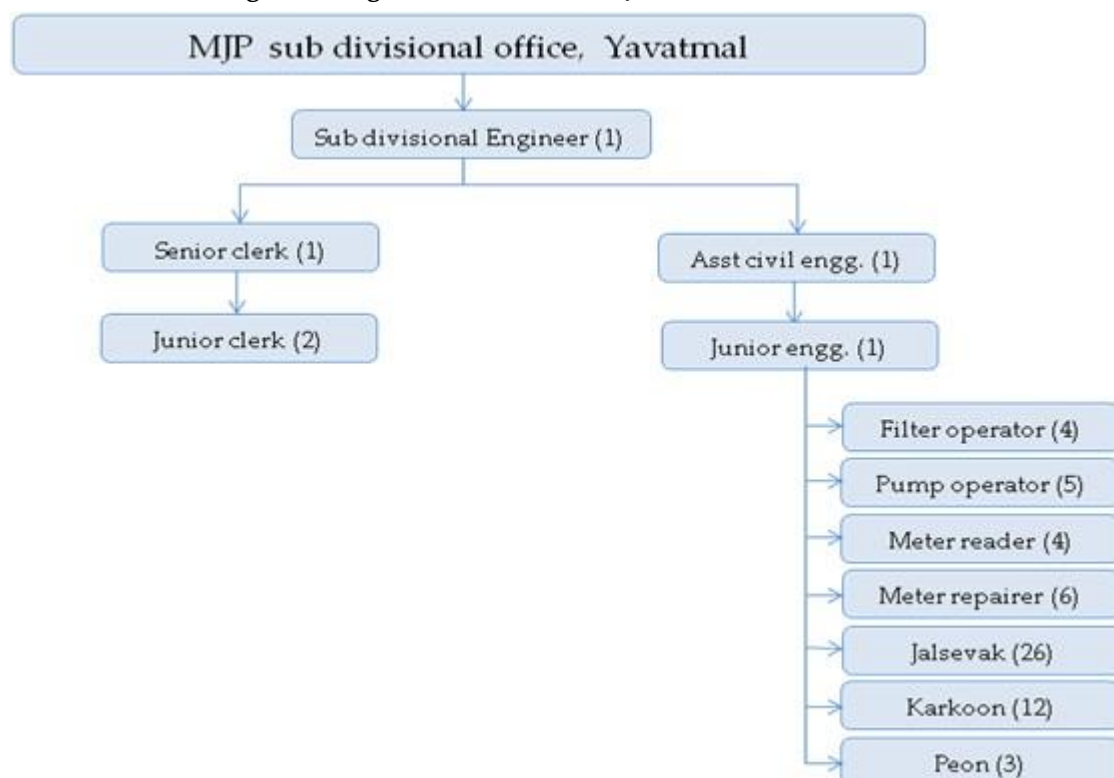 MJP sub divisional office, Yavatmal
Sub divisional Engineer (1)
Senior clerk (1)
Asst civil engg. (1)
Junior clerk (2)
Junior engg. (1)
Filter operator (4)
Pump operator (5)
Meter reader (4)
Meter repairer (6)
Jalsevak (26)
Karkoon (12)
Peon (3)